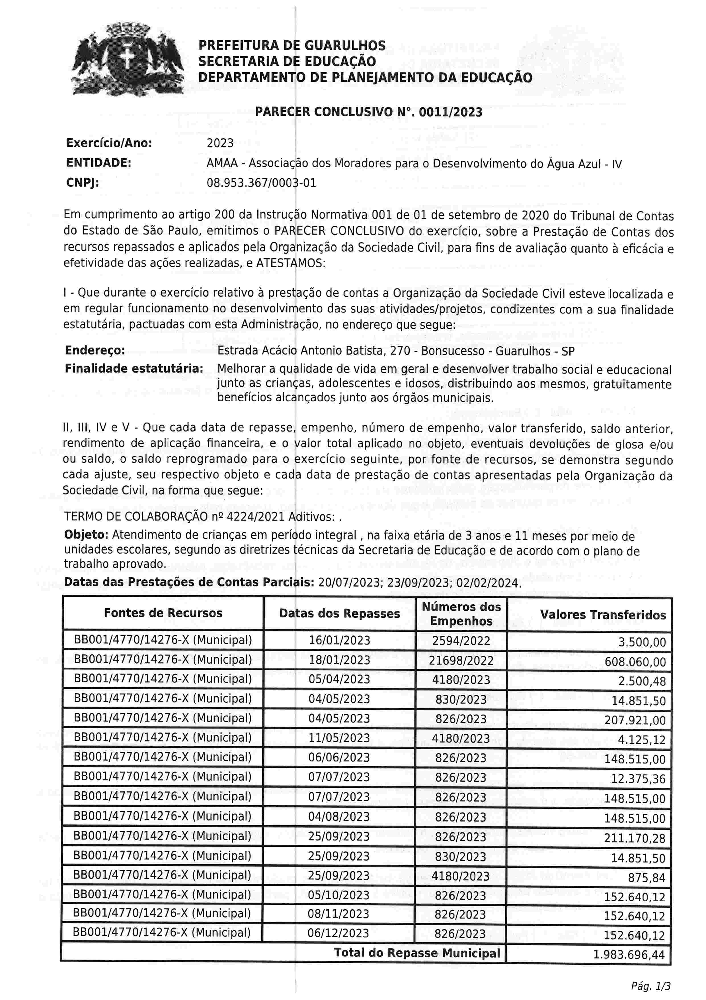 PREFEITURA DE GUARULHOS
SECRETARIA DE EDUCAÇÃO
DEPARTAMENTO DE PLANEJAMENTO DA EDUCAÇÃO
PARECER CONCLUSIVO N°. 0011/2023
Exercício/Ano: 2023
ENTIDADE: AMAA - Associação dos Moradores para o Desenvolvimento do Água Azul - IV
CNPJ: 08.953.367/0003-01
Em cumprimento ao artigo 200 da Instrução Normativa 001 de 01 de setembro de 2020 do Tribunal de Contas
do Estado de São Paulo, emitimos o PARECER CONCLUSIVO do exercício, sobre a Prestação de Contas dos
recursos repassados e aplicados pela Organização da Sociedade Civil, para fins de avaliação quanto à eficácia e
efetividade das ações realizadas, e ATESTAMOS:
I - Que durante o exercício relativo à prestação de contas a Organização da Sociedade Civil esteve localizada e
em regular funcionamento no desenvolvimento das suas atividades/projetos, condizentes com a sua finalidade
estatutária, pactuadas com esta Administração, no endereço que segue:
Endereço: Estrada Acácio Antonio Batista, 270 - Bonsucesso - Guarulhos - SP
Finalidade estatutária: Melhorar a qualidade de vida em geral e desenvolver trabalho social e educacional
junto as crianças, adolescentes e idosos, distribuindo aos mesmos, gratuitamente
benefícios alcançados junto aos órgãos municipais.
II, III, IV e V - Que cada data de repasse, empenho, número de empenho, valor transferido, saldo anterior,
rendimento de aplicação financeira, e o valor total aplicado no objeto, eventuais devoluções de glosa e/ou
ou saldo, o saldo reprogramado para o exercício seguinte, por fonte de recursos, se demonstra segundo
cada ajuste, seu respectivo objeto e cada data de prestação de contas apresentadas pela Organização da
Sociedade Civil, na forma que segue:
TERMO DE COLABORAÇÃO nº 4224/2021 Aditivos: .
Objeto: Atendimento de crianças em período integral , na faixa etária de 3 anos e 11 meses por meio de
unidades escolares, segundo as diretrizes técnicas da Secretaria de Educação e de acordo com o plano de
trabalho aprovado.
Datas das Prestações de Contas Parciais: 20/07/2023; 23/09/2023; 02/02/2024.
Fontes de Recursos Datas dos Repasses Números dos Empenhos Valores Transferidos
BB001/4770/14276-X (Municipal) 16/01/2023 2594/2022 3.500,00
BB001/4770/14276-X (Municipal) 18/01/2023 21698/2022 608.060,00
BB001/4770/14276-X (Municipal) 05/04/2023 4180/2023 2.500,48
BB001/4770/14276-X (Municipal) 04/05/2023 830/2023 14.851,50
BB001/4770/14276-X (Municipal) 04/05/2023 826/2023 207.921,00
BB001/4770/14276-X (Municipal) 11/05/2023 4180/2023 4.125,12
BB001/4770/14276-X (Municipal) 06/06/2023 826/2023 148.515,00
BB001/4770/14276-X (Municipal) 07/07/2023 826/2023 12.375,36
BB001/4770/14276-X (Municipal) 07/07/2023 826/2023 148.515,00
BB001/4770/14276-X (Municipal) 04/08/2023 826/2023 148.515,00
BB001/4770/14276-X (Municipal) 25/09/2023 826/2023 211.170,28
BB001/4770/14276-X (Municipal) 25/09/2023 830/2023 14.851,50
BB001/4770/14276-X (Municipal) 25/09/2023 4180/2023 875,84
BB001/4770/14276-X (Municipal) 05/10/2023 826/2023 152.640,12
BB001/4770/14276-X (Municipal) 08/11/2023 826/2023 152.640,12
BB001/4770/14276-X (Municipal) 06/12/2023 826/2023 152.640,12
Total do Repasse Municipal 1.983.696,44
Pág. 1/3